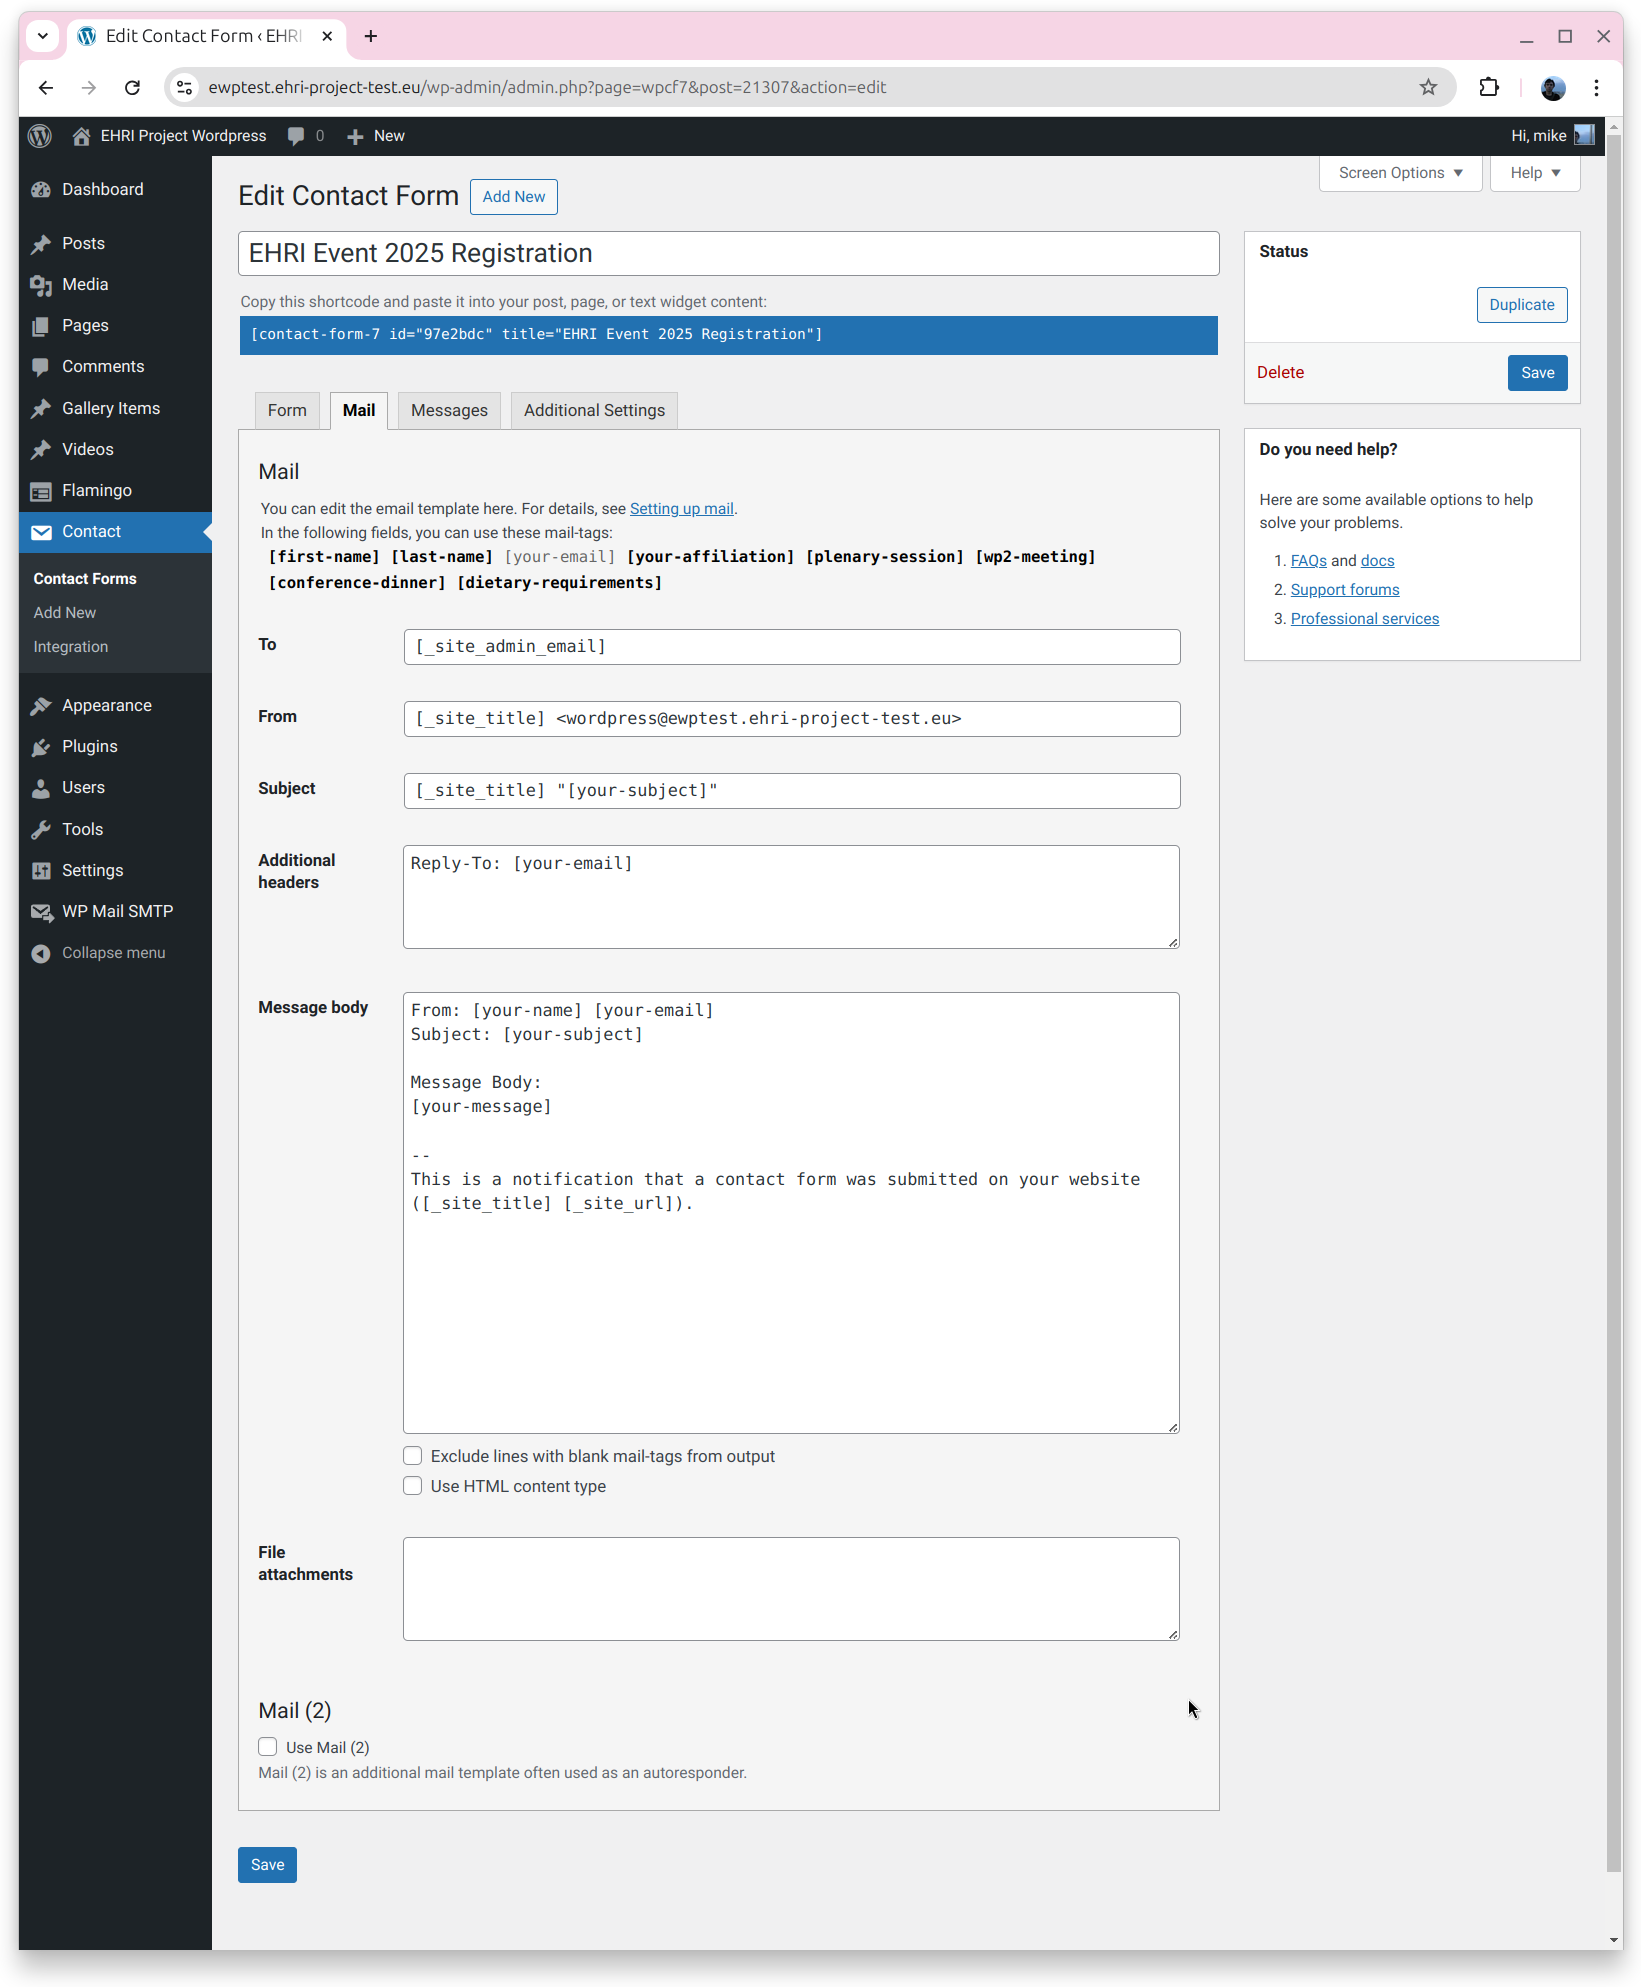 Edit Contact Form ‹ EHRI
ewptest.ehri-project-test.eu/wp-admin/admin.php?page=wpcf7&post=21307&action=edit
EHRI Project Wordpress 0 New Hi, mike
Dashboard
Posts
Media
Pages
Comments
Gallery Items
Videos
Flamingo
Contact
Contact Forms
Add New
Integration
Appearance
Plugins
Users
Tools
Settings
WP Mail SMTP
Collapse menu
Screen Options Help
Edit Contact Form Add New
EHRI Event 2025 Registration
Copy this shortcode and paste it into your post, page, or text widget content:
[contact-form-7 id="97e2bdc" title="EHRI Event 2025 Registration"]
Form Mail Messages Additional Settings
Mail
You can edit the email template here. For details, see Setting up mail.
In the following fields, you can use these mail-tags:
[first-name] [last-name] [your-email] [your-affiliation] [plenary-session] [wp2-meeting]
[conference-dinner] [dietary-requirements]
To
[_site_admin_email]
From
[_site_title] <wordpress@ewptest.ehri-project-test.eu>
Subject
[_site_title] "[your-subject]"
Additional
headers
Reply-To: [your-email]
Message body
From: [your-name] [your-email]
Subject: [your-subject]
Message Body:
[your-message]
--
This is a notification that a contact form was submitted on your website
([_site_title] [_site_url]).
Exclude lines with blank mail-tags from output
Use HTML content type
File
attachments
Mail (2)
Use Mail (2)
Mail (2) is an additional mail template often used as an autoresponder.
Save
Status
Duplicate
Delete Save
Do you need help?
Here are some available options to help
solve your problems.
1. FAQs and docs
2. Support forums
3. Professional services